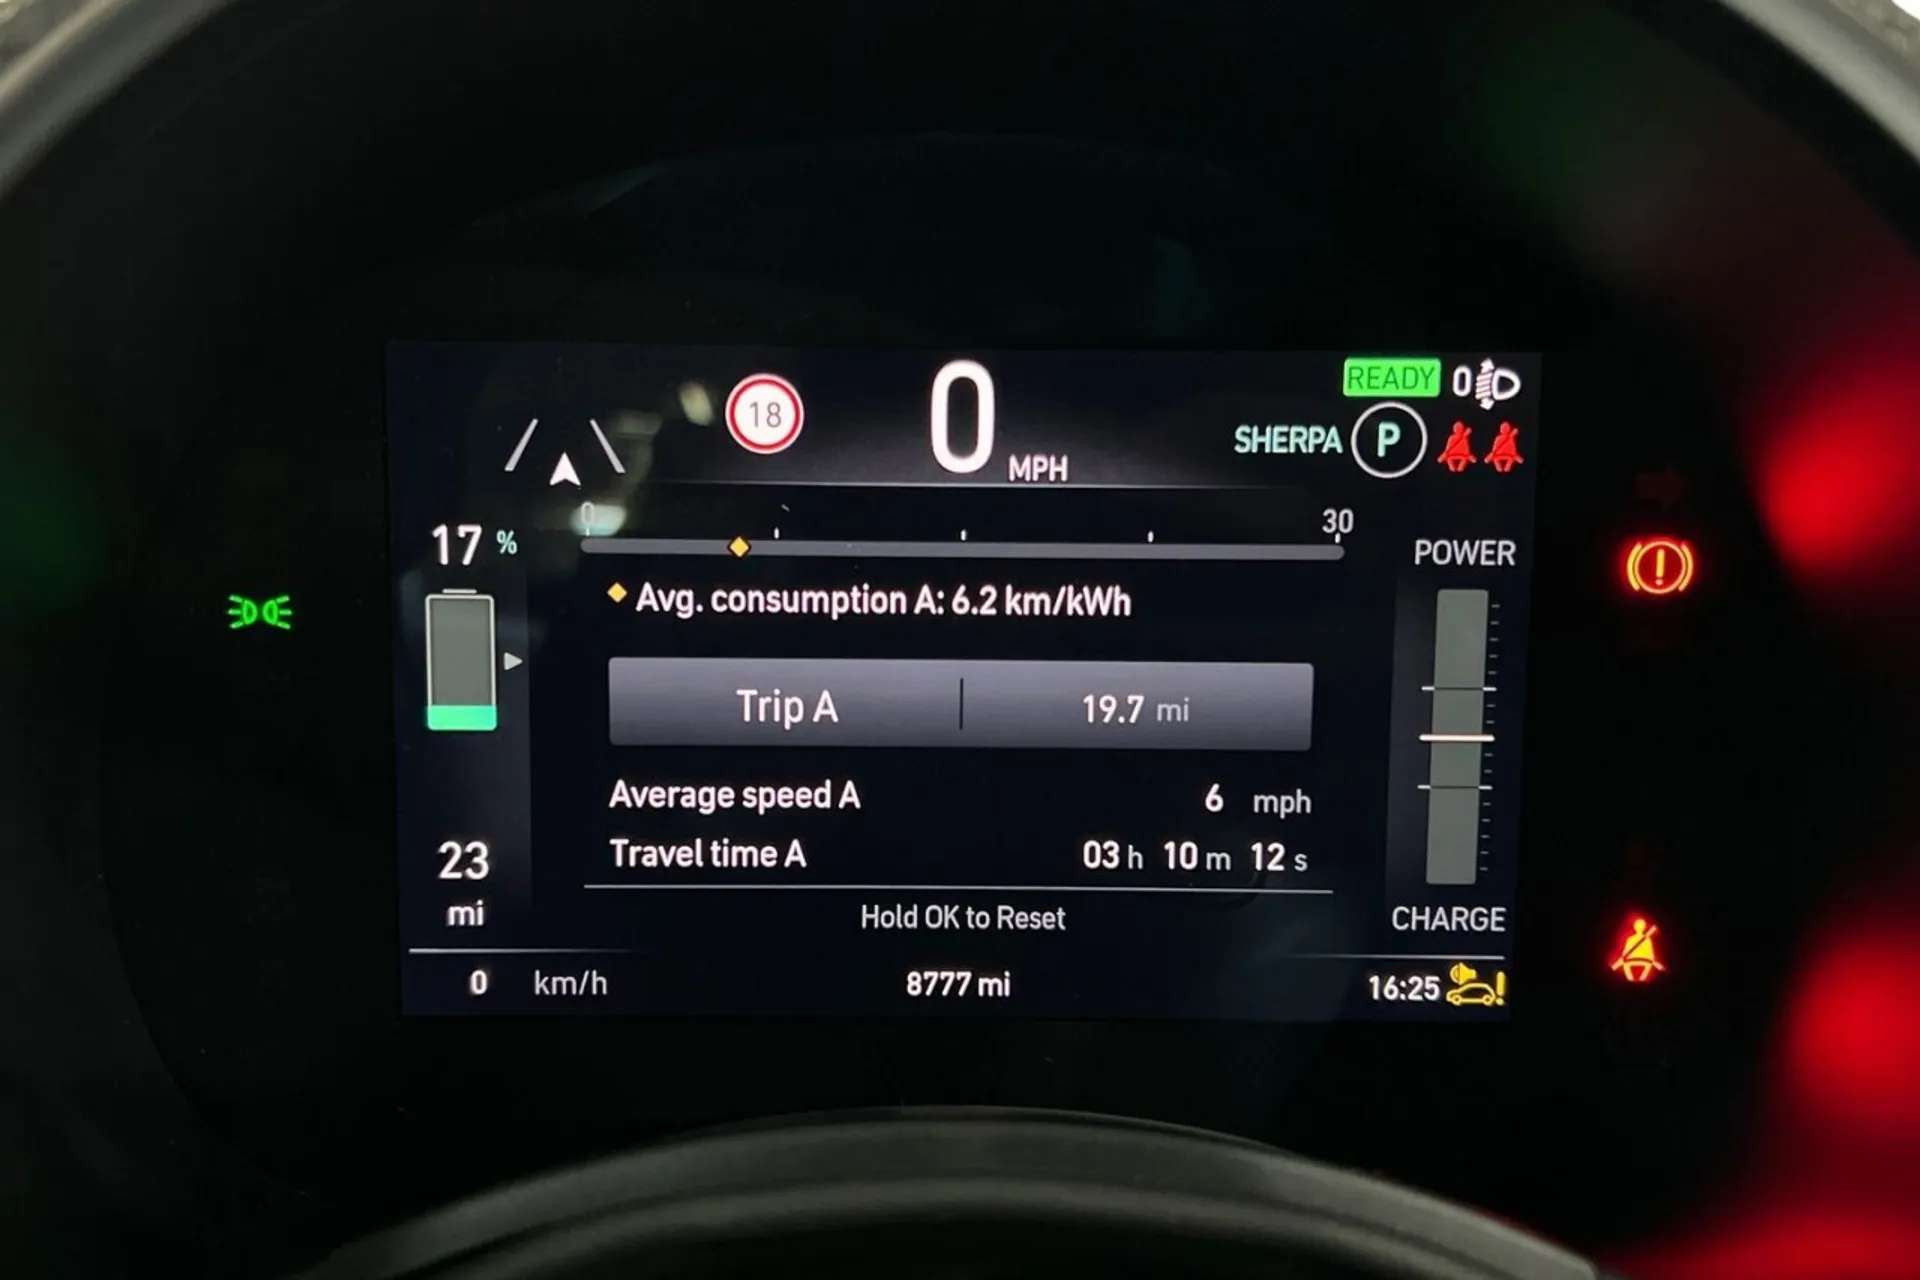 18
0 MPH
READY 0
SHERPA P
17 %
0 30
POWER
Avg. consumption A: 6.2 km/kWh
Trip A 19.7 mi
Average speed A 6 mph
Travel time A 03 h 10 m 12 s
23
mi
Hold OK to Reset
CHARGE
0 km/h
8777 mi
16:25